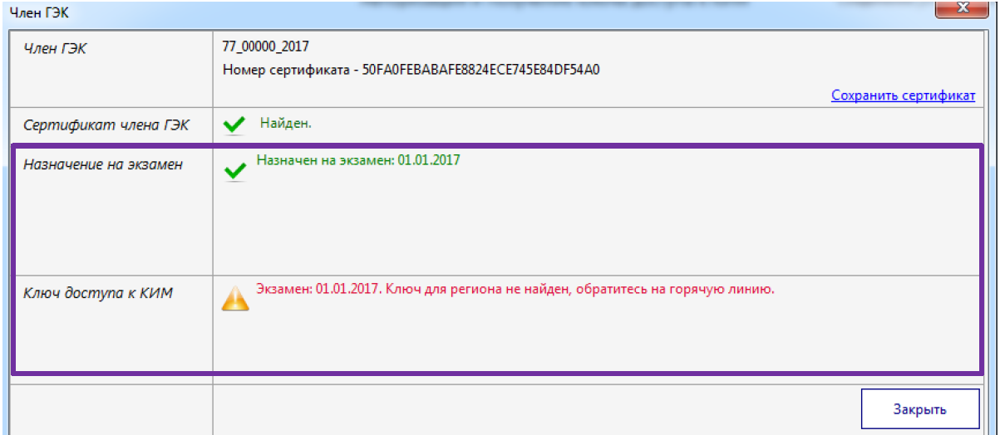 Член ГЭК
Член ГЭК
77_00000_2017
Номер сертификата - 50FA0FEBABAFE8824ECE745E84DF54A0
Сохранить сертификат
Сертификат члена ГЭК
Найден.
Назначение на экзамен
Назначен на экзамен: 01.01.2017
Ключ доступа к КИМ
Экзамен: 01.01.2017. Ключ для региона не найден, обратитесь на горячую линию.
Закрыть